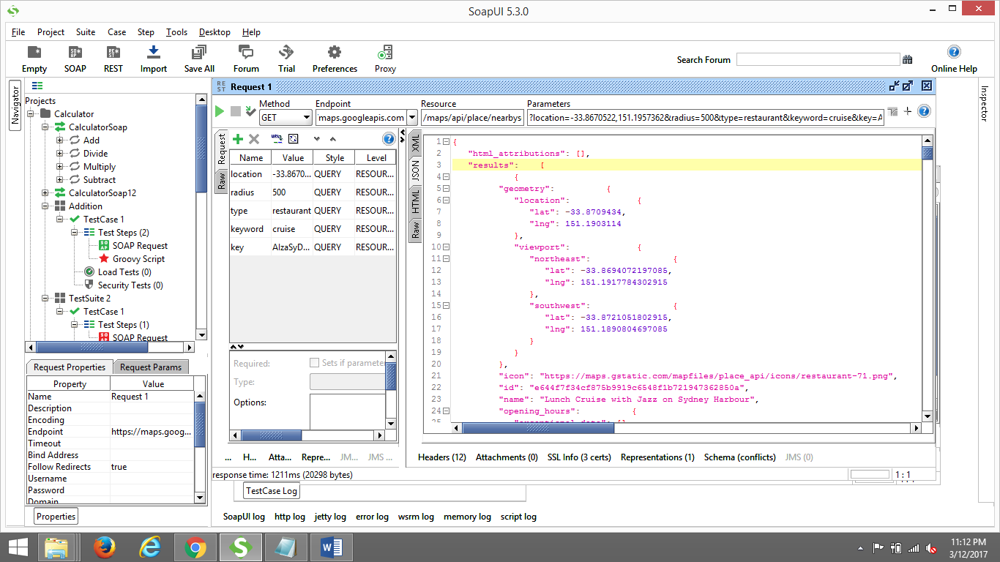 SoapUI 5.3.0
File Project Suite Case Step Tools Desktop Help
Empty SOAP REST Import Save All Forum Trial Preferences Proxy
Search Forum
Online Help
Navigator
Projects
Calculator
CalculatorSoap
Add
Divide
Multiply
Subtract
CalculatorSoap12
Addition
TestCase 1
Test Steps (2)
SOAP Request
Groovy Script
Load Tests (0)
Security Tests (0)
TestSuite 2
TestCase 1
Test Steps (1)
SOAP Request
Request Properties Request Params
Property Value
Name Request 1
Description
Encoding
Endpoint https://maps.goog...
Timeout
Bind Address
Follow Redirects true
Username
Password
Domain
Properties
REST Request 1
Method Endpoint Resource Parameters
GET maps.googleapis.com /maps/api/place/nearbys ?location=-33.8670522,151.1957362&radius=500&type=restaurant&keyword=cruise&key=A
Request
Raw
Name Value Style Level
location -33.8670... QUERY RESOUR...
radius 500 QUERY RESOUR...
type restaurant QUERY RESOUR...
keyword cruise QUERY RESOUR...
key AIzaSyD... QUERY RESOUR...
Required: Sets if paramete
Type:
Options:
... H... Atta... Repre... JM... JMS ...
XML
JSON
HTML
Raw
1 {
2 "html_attributions": [],
3 "results": [
4 {
5 "geometry": {
6 "location": {
7 "lat": -33.8709434,
8 "lng": 151.1903114
9 },
10 "viewport": {
11 "northeast": {
12 "lat": -33.8694072197085,
13 "lng": 151.1917784302915
14 },
15 "southwest": {
16 "lat": -33.8721051802915,
17 "lng": 151.1890804697085
18 }
19 }
20 },
21 "icon": "https://maps.gstatic.com/mapfiles/place_api/icons/restaurant-71.png",
22 "id": "e644f7f34cf875b9919c6548f1b721947362850a",
23 "name": "Lunch Cruise with Jazz on Sydney Harbour",
24 "opening_hours": {
25 "exceptional_date": []
Headers (12) Attachments (0) SSL Info (3 certs) Representations (1) Schema (conflicts) JMS (0)
response time: 1211ms (20298 bytes)
1 : 1
TestCase Log
SoapUI log http log jetty log error log wsrm log memory log script log
Inspector
11:12 PM
3/12/2017